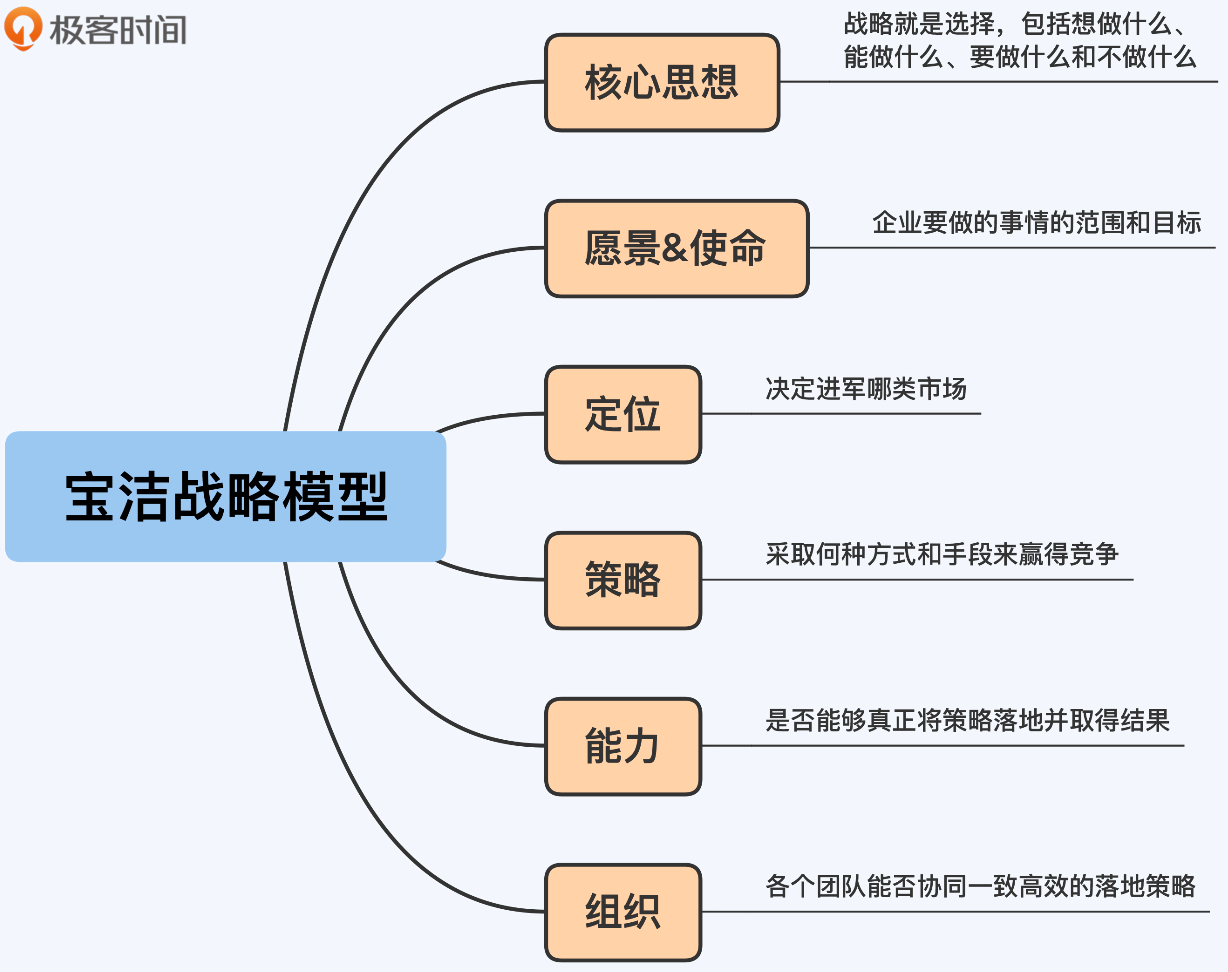 极客时间
核心思想
战略就是选择，包括想做什么、
能做什么、要做什么和不做什么
愿景&使命
企业要做的事情的范围和目标
定位
决定进军哪类市场
宝洁战略模型
策略
采取何种方式和手段来赢得竞争
能力
是否能够真正将策略落地并取得结果
组织
各个团队能否协同一致高效的落地策略